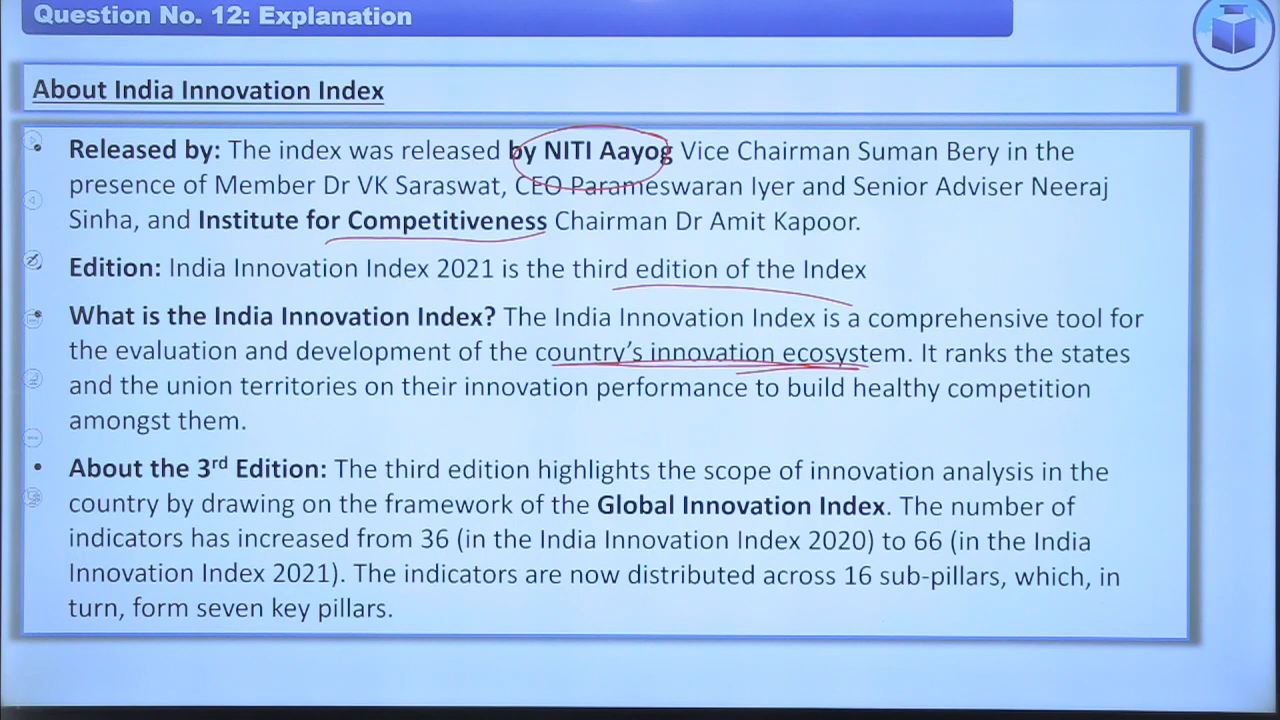 Question No. 12: Explanation
About India Innovation Index
Released by: The index was released by NITI Aayog Vice Chairman Suman Bery in the
presence of Member Dr VK Saraswat, CEO Parameswaran Iyer and Senior Adviser Neeraj
Sinha, and Institute for Competitiveness Chairman Dr Amit Kapoor.
Edition: India Innovation Index 2021 is the third edition of the Index
What is the India Innovation Index? The India Innovation Index is a comprehensive tool for
the evaluation and development of the country's innovation ecosystem. It ranks the states
and the union territories on their innovation performance to build healthy competition
amongst them.
• About the 3rd Edition: The third edition highlights the scope of innovation analysis in the
country by drawing on the framework of the Global Innovation Index. The number of
indicators has increased from 36 (in the India Innovation Index 2020) to 66 (in the India
Innovation Index 2021). The indicators are now distributed across 16 sub-pillars, which, in
turn, form seven key pillars.